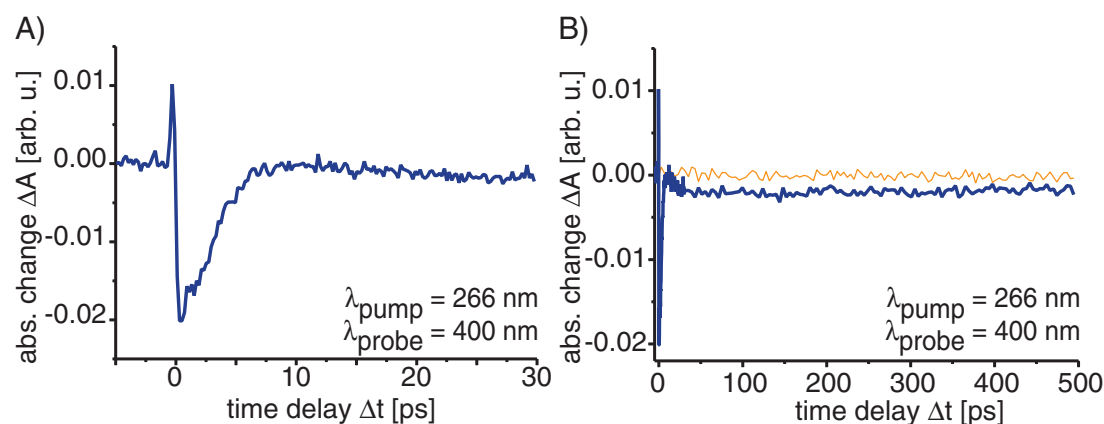 A)
abs. change ΔA [arb. u.]
0.01
0.00
-0.01
-0.02
λpump = 266 nm
λprobe = 400 nm
0 10 20 30
time delay Δt [ps]
B)
abs. change ΔA [arb. u.]
0.01
0.00
-0.01
-0.02
λpump = 266 nm
λprobe = 400 nm
0 100 200 300 400 500
time delay Δt [ps]